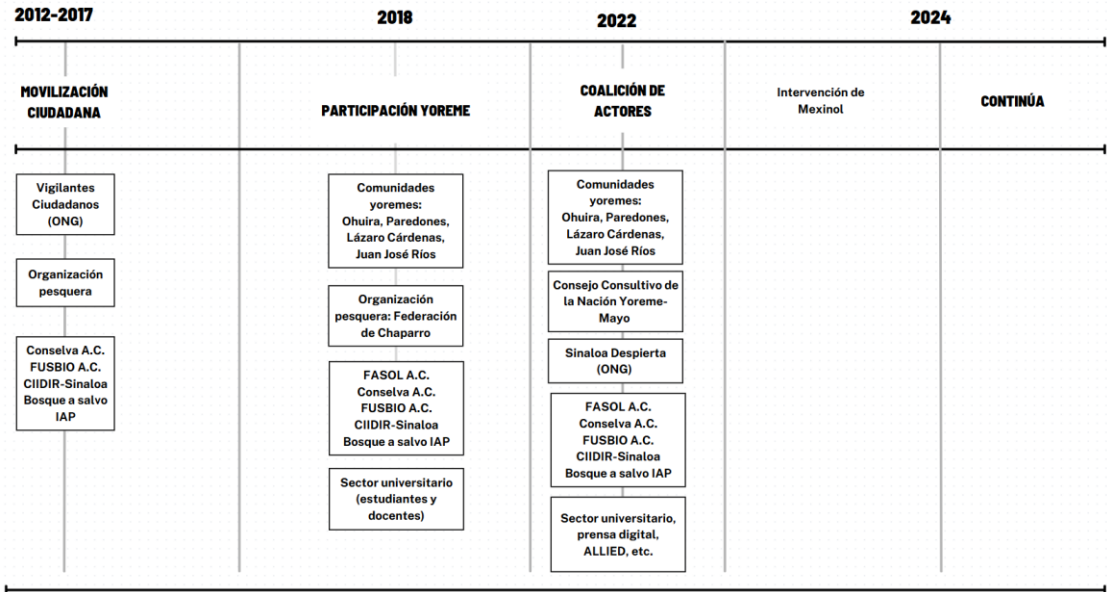 2012-2017
2018
2022
2024
MOVILIZACIÓN
CIUDADANA
PARTICIPACIÓN YOREME
COALICIÓN DE
ACTORES
Intervención de
Mexinol
CONTINÚA
Vigilantes
Ciudadanos
(ONG)
Organización
pesquera
Conselva A.C.
FUSBIO A.C.
CIIDIR-Sinaloa
Bosque a salvo
IAP
Comunidades
yoremes:
Ohuira, Paredones,
Lázaro Cárdenas,
Juan José Ríos
Organización
pesquera: Federación
de Chaparro
FASOL A.C.
Conselva A.C.
FUSBIO A.C.
CIIDIR-Sinaloa
Bosque a salvo IAP
Sector universitario
(estudiantes y
docentes)
Comunidades
yoremes:
Ohuira, Paredones,
Lázaro Cárdenas,
Juan José Ríos
Consejo Consultivo de
la Nación Yoreme-
Mayo
Sinaloa Despierta
(ONG)
FASOL A.C.
Conselva A.C.
FUSBIO A.C.
CIIDIR-Sinaloa
Bosque a salvo IAP
Sector universitario,
prensa digital,
ALLIED, etc.